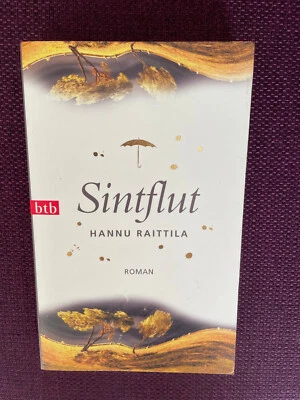 btb
Sintflut
HANNU RAITTILA
ROMAN